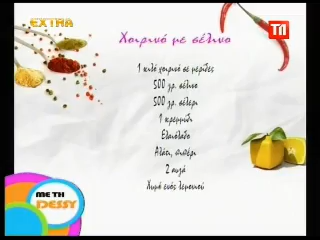 EXTRA
ΤΠ
Χοιρινό με σέλινο
1 κιλό χοιρινό σε μερίδες
500 γρ. σέλινο
500 γρ. σέλερι
1 κρεμμύδι
Ελαιόλαδο
Αλάτι, πιπέρι
2 αυγά
Χυμό ενός λεμονιού
ΜΕ ΤΗ
DESSY